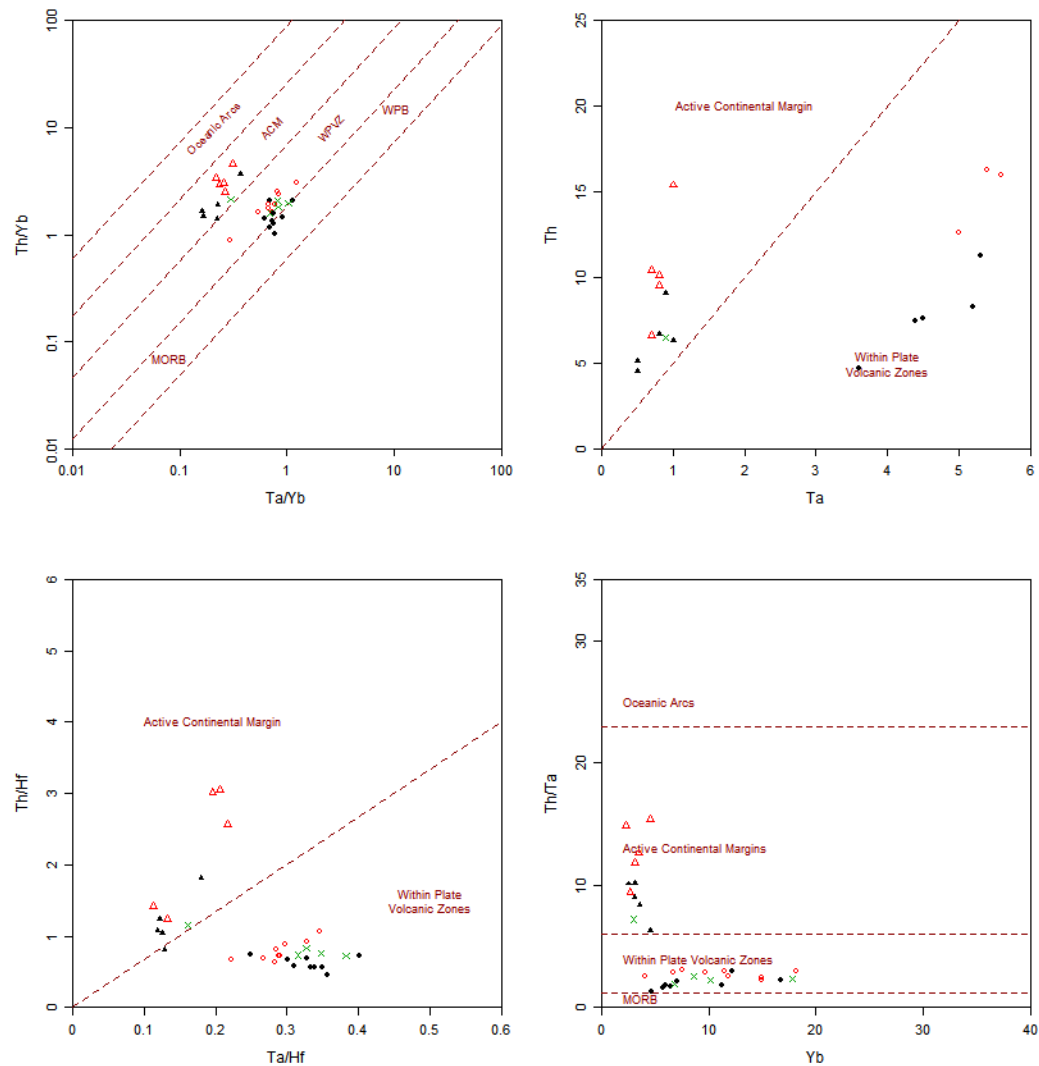 100
10
1
0.1
0.01
Th/Yb
Oceanic Arcs
ACM
WPVZ
WPB
MORB
0.01
0.1
1
10
100
Ta/Yb
25
20
15
10
5
0
Th
Active Continental Margin
Within Plate
Volcanic Zones
0
1
2
3
4
5
6
Ta
6
5
4
3
2
1
0
Th/Hf
Active Continental Margin
Within Plate
Volcanic Zones
0
0.1
0.2
0.3
0.4
0.5
0.6
Ta/Hf
35
30
20
10
0
Th/Ta
Oceanic Arcs
Active Continental Margins
Within Plate Volcanic Zones
MORB
0
10
20
30
40
Yb